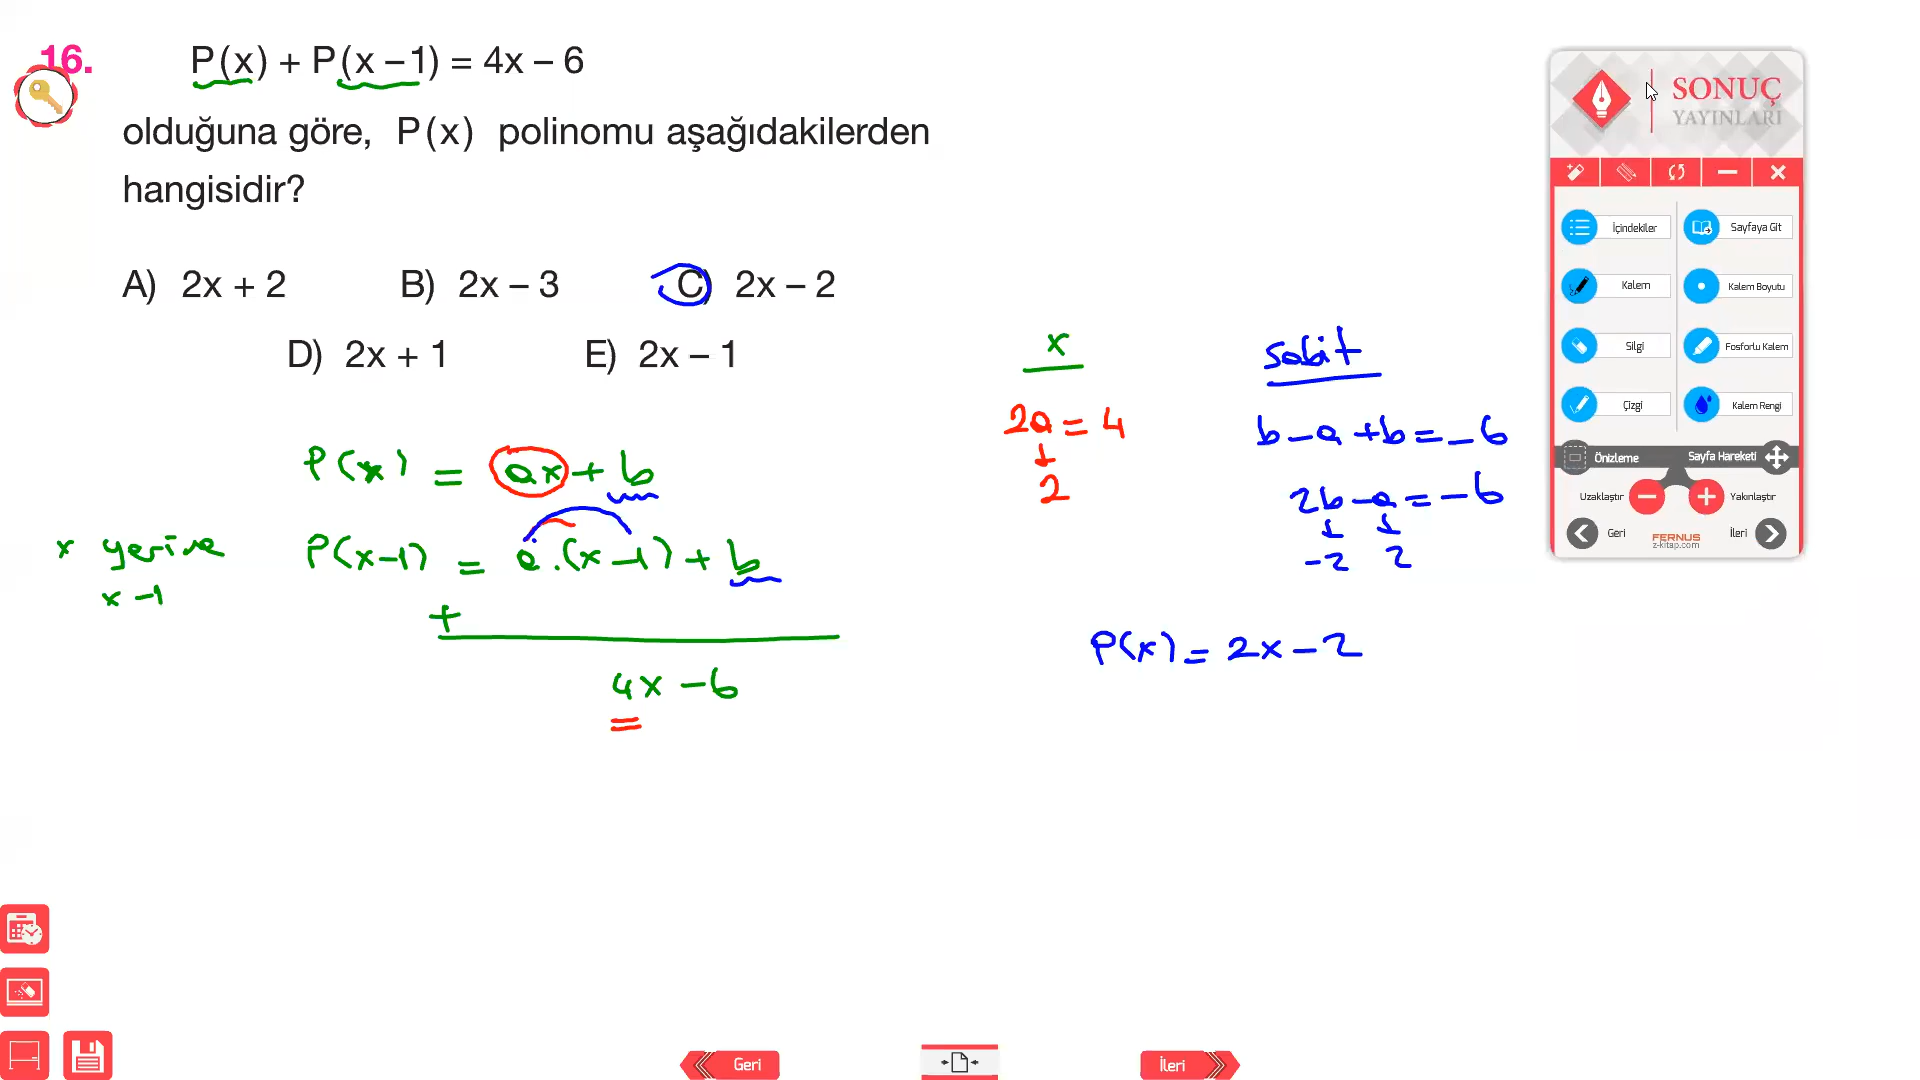 16. P(x) + P(x – 1) = 4x – 6
olduğuna göre, P(x) polinomu aşağıdakilerden
hangisidir?
A) 2x + 2 B) 2x – 3 C) 2x – 2
D) 2x + 1 E) 2x – 1
P(x) = ax + b
x yerine
x – 1
P(x-1) = a.(x-1) + b
+
4x – 6
x
2a = 4
2
sabit
b – a + b = – 6
2b – a = – 6
-2 2
P(x) = 2x – 2
SONUÇ
YAYINLARI
İçindekiler
Sayfaya Git
Kalem
Kalem Boyutu
Silgi
Fosforlu Kalem
Çizgi
Kalem Rengi
Önizleme
Sayfa Hareketi
Uzaklaştır
Yakınlaştır
Geri
FERNUS
z-kitap.com
İleri
Geri
İleri